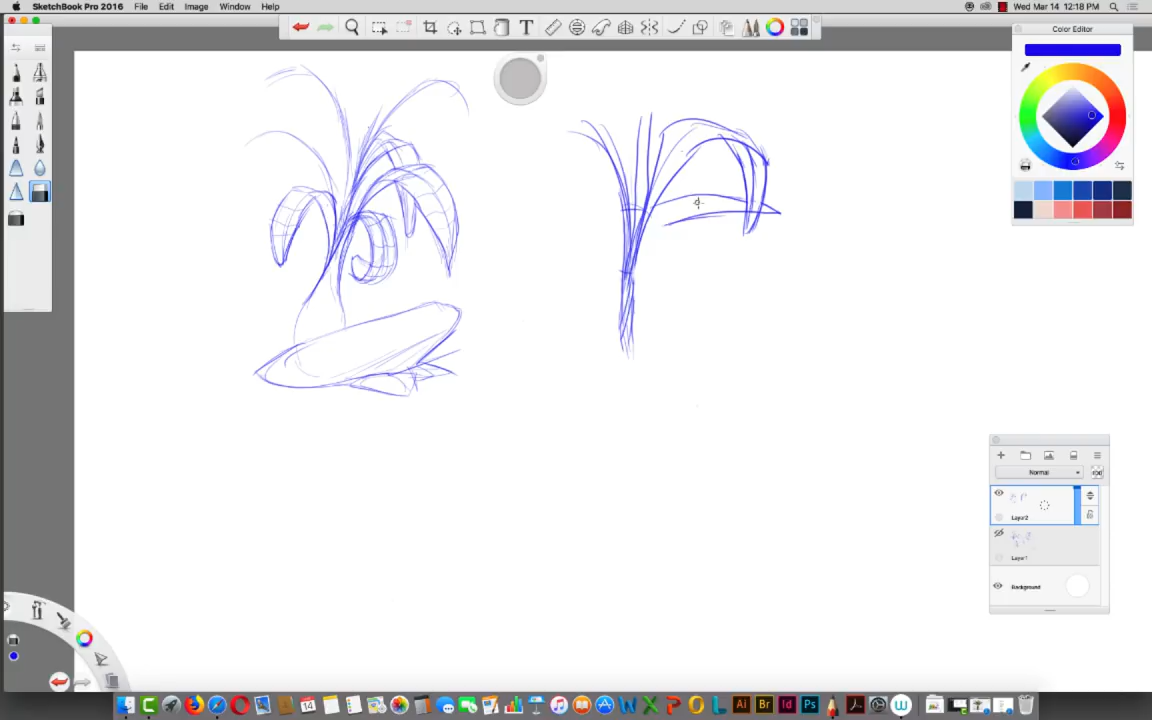 SketchBook Pro 2016 File Edit Image Window Help
Wed Mar 14 12:18 PM
Color Editor
Normal
Layer2
Layer1
Background